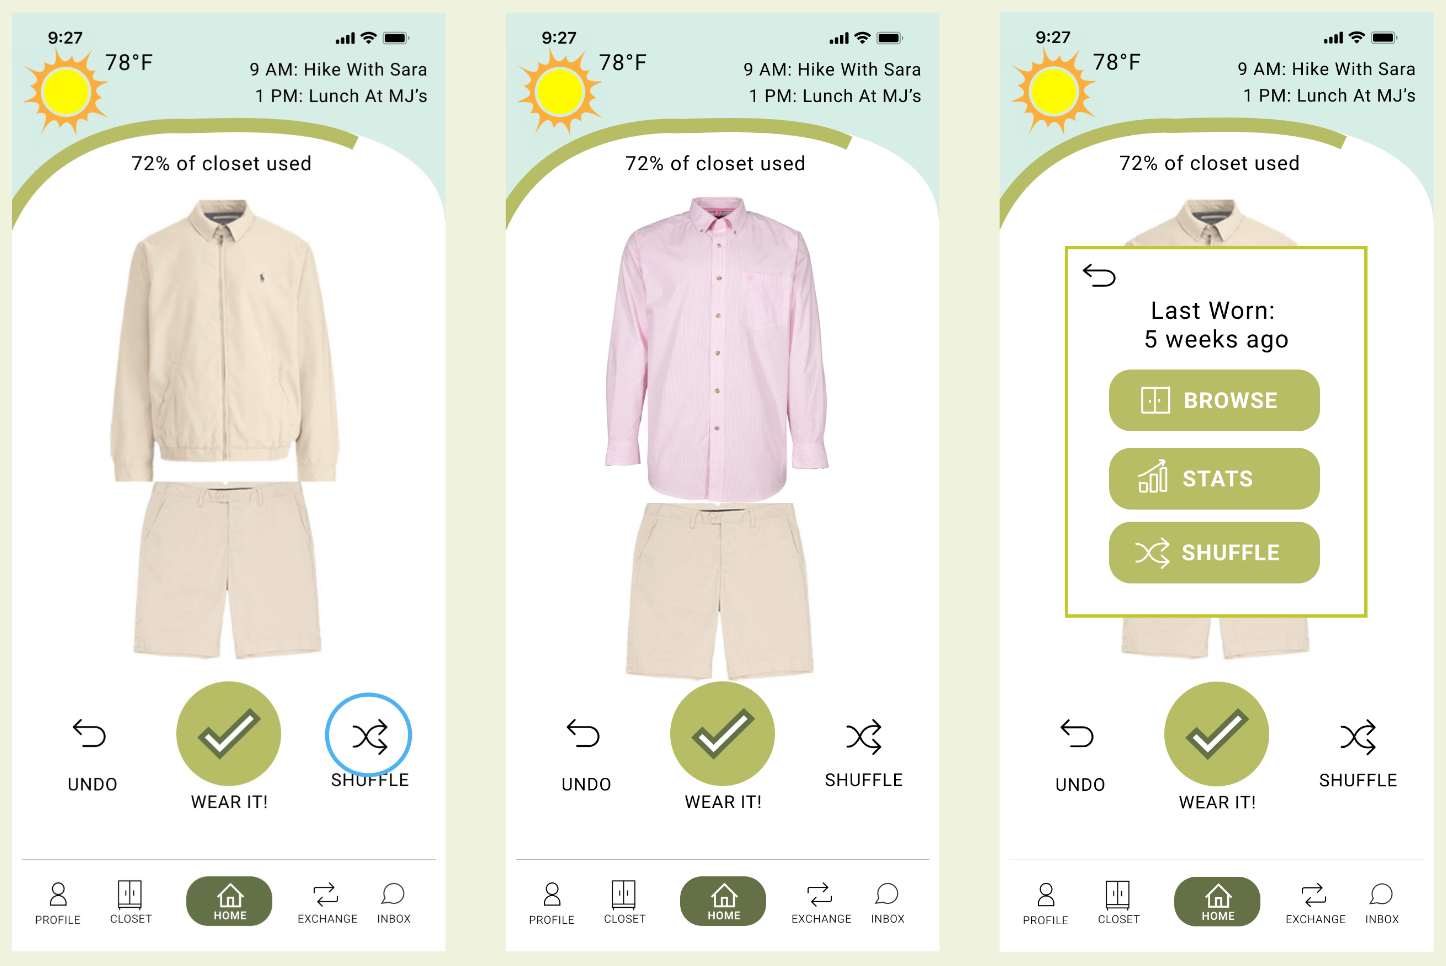 9:27
78°F
9 AM: Hike With Sara
1 PM: Lunch At MJ’s
72% of closet used
UNDO
WEAR IT!
SHUFFLE
PROFILE
CLOSET
HOME
EXCHANGE
INBOX
9:27
78°F
9 AM: Hike With Sara
1 PM: Lunch At MJ’s
72% of closet used
UNDO
WEAR IT!
SHUFFLE
PROFILE
CLOSET
HOME
EXCHANGE
INBOX
9:27
78°F
9 AM: Hike With Sara
1 PM: Lunch At MJ’s
72% of closet used
Last Worn:
5 weeks ago
BROWSE
STATS
SHUFFLE
UNDO
WEAR IT!
SHUFFLE
PROFILE
CLOSET
HOME
EXCHANGE
INBOX